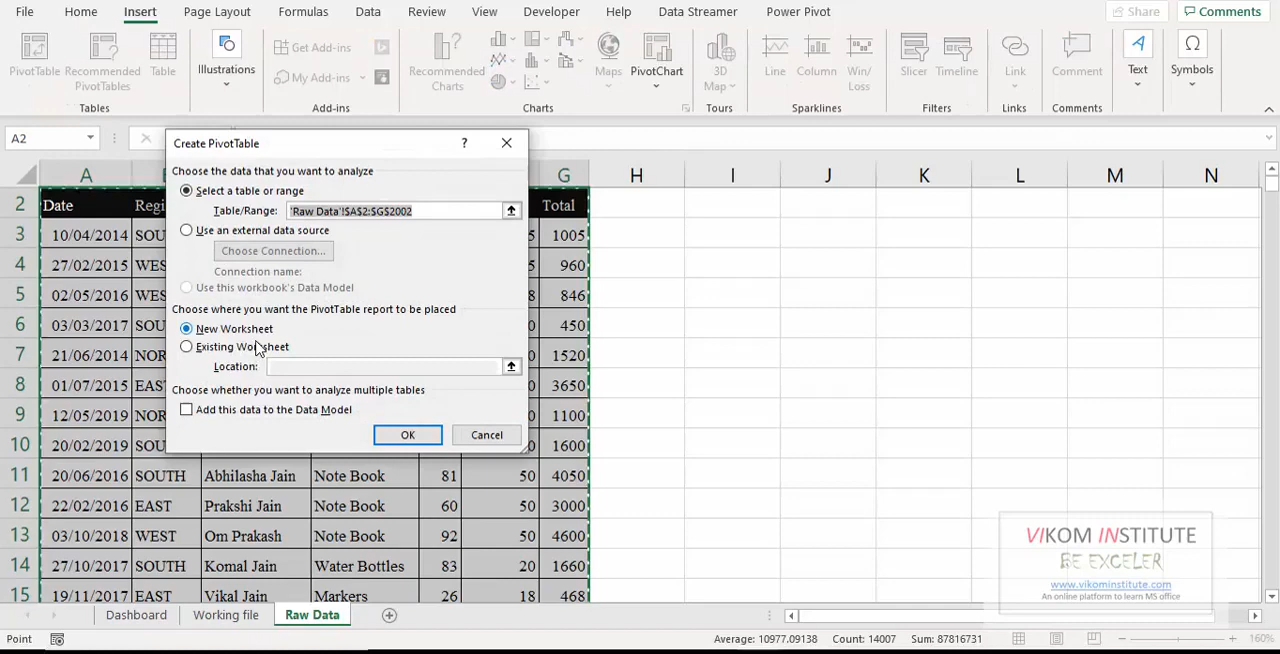 File Home Insert Page Layout Formulas Data Review View Developer Help Data Streamer Power Pivot Share Comments
PivotTable Recommended PivotTables Table Illustrations Get Add-ins My Add-ins Recommended Charts Maps PivotChart 3D Map Line Column Win/Loss Slicer Timeline Link Comment Text Symbols
Tables Add-ins Charts Tours Sparklines Filters Links Comments
A2
Create PivotTable ?
Choose the data that you want to analyze
Select a table or range
Table/Range: 'Raw Data'!$A$2:$G$2002
Use an external data source
Choose Connection...
Connection name:
Use this workbook's Data Model
Choose where you want the PivotTable report to be placed
New Worksheet
Existing Worksheet
Location:
Choose whether you want to analyze multiple tables
Add this data to the Data Model
OK Cancel
A G H I J K L M N
2 Date Total
3 10/04/2014 SOU 5 1005
4 27/02/2015 WES 5 960
5 02/05/2016 WES 8 846
6 03/03/2017 SOU 0 450
7 21/06/2014 NOR 0 1520
8 01/07/2015 EAS 0 3650
9 12/05/2019 NOR 0 1100
10 20/02/2019 SOU 0 1600
11 20/06/2016 SOUTH Abhilasha Jain Note Book 81 50 4050
12 22/02/2016 EAST Prakshi Jain Note Book 60 50 3000
13 03/10/2018 WEST Om Prakash Note Book 92 50 4600
14 27/10/2017 SOUTH Komal Jain Water Bottles 83 20 1660
15 19/11/2017 EAST Vikal Jain 18 468
VIKOM INSTITUTE
BE EXCELER
www.vikominstitute.com
An online platform to learn MS office
Dashboard Working file Raw Data
Point Average: 10977.09138 Count: 14007 Sum: 87816731 160%